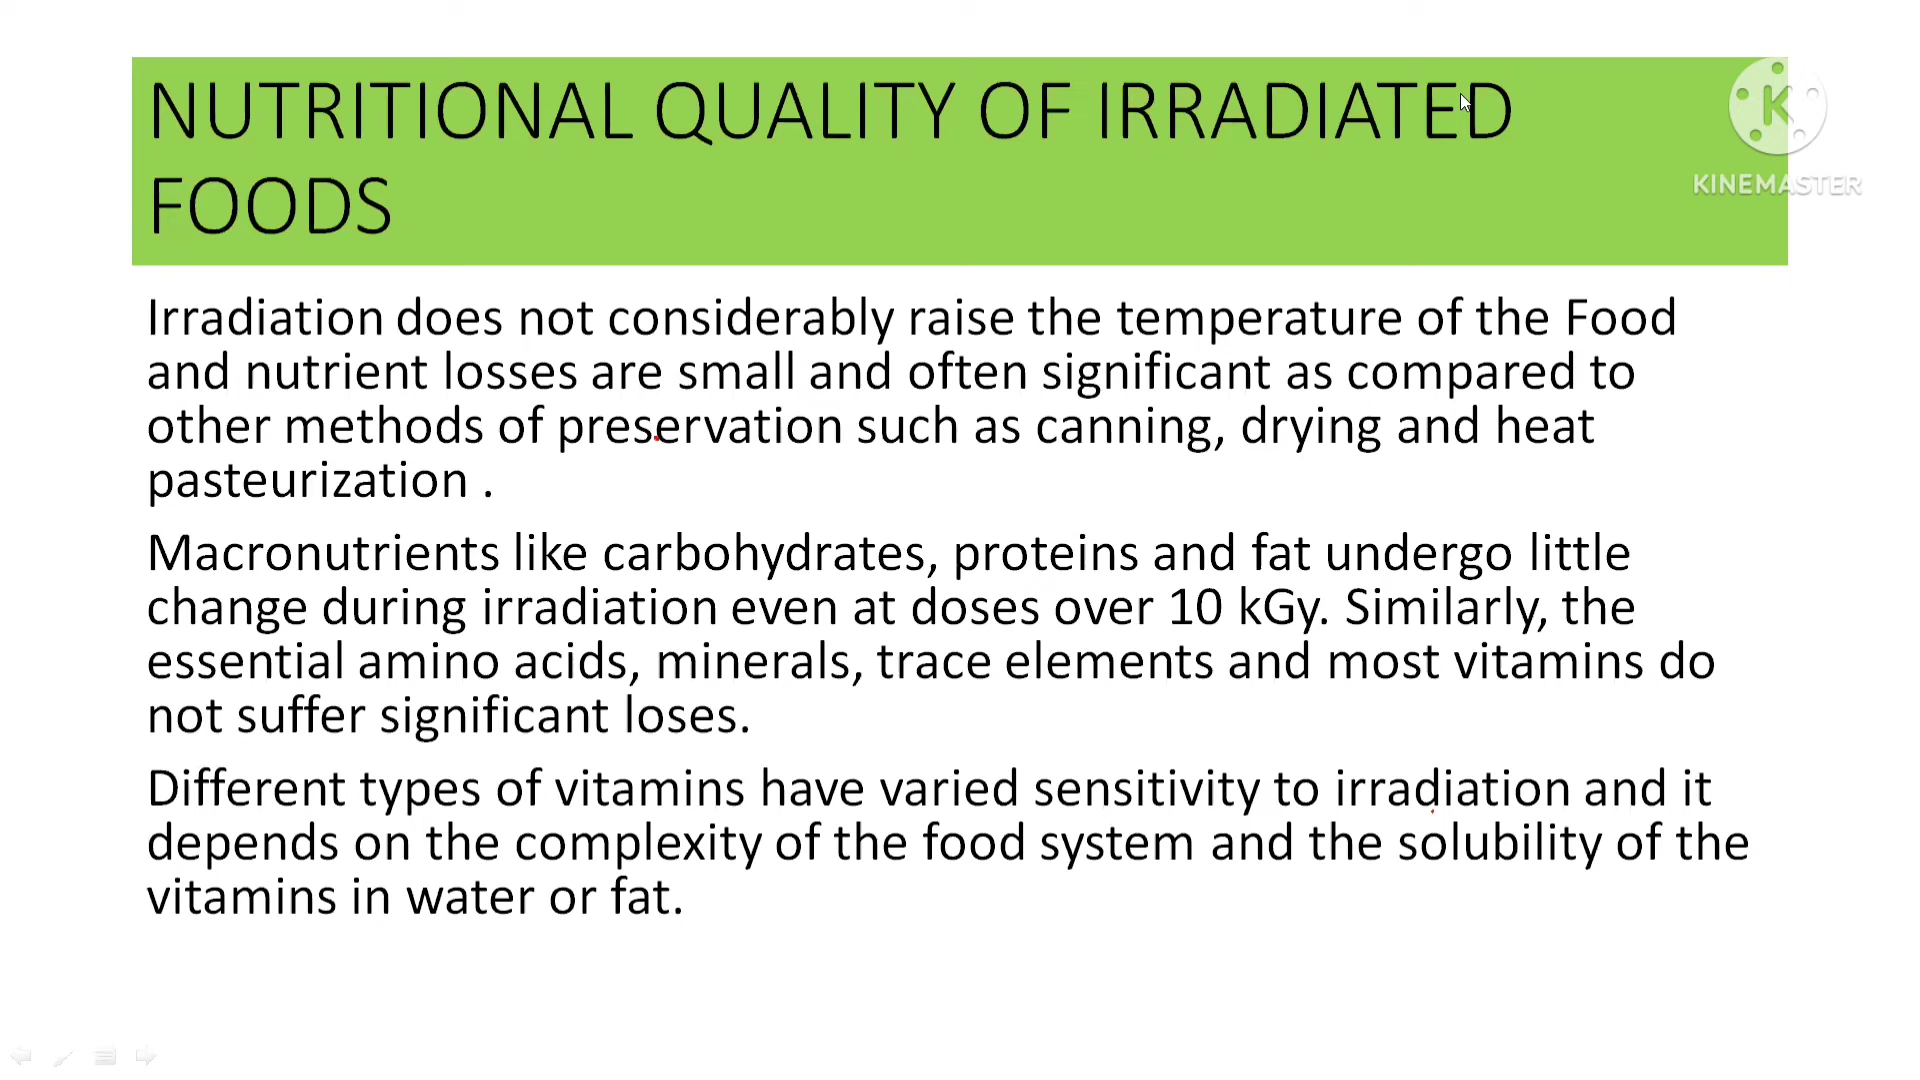 NUTRITIONAL QUALITY OF IRRADIATED
FOODS
K
KINEMASTER
Irradiation does not considerably raise the temperature of the Food
and nutrient losses are small and often significant as compared to
other methods of preservation such as canning, drying and heat
pasteurization .
Macronutrients like carbohydrates, proteins and fat undergo little
change during irradiation even at doses over 10 kGy. Similarly, the
essential amino acids, minerals, trace elements and most vitamins do
not suffer significant loses.
Different types of vitamins have varied sensitivity to irradiation and it
depends on the complexity of the food system and the solubility of the
vitamins in water or fat.